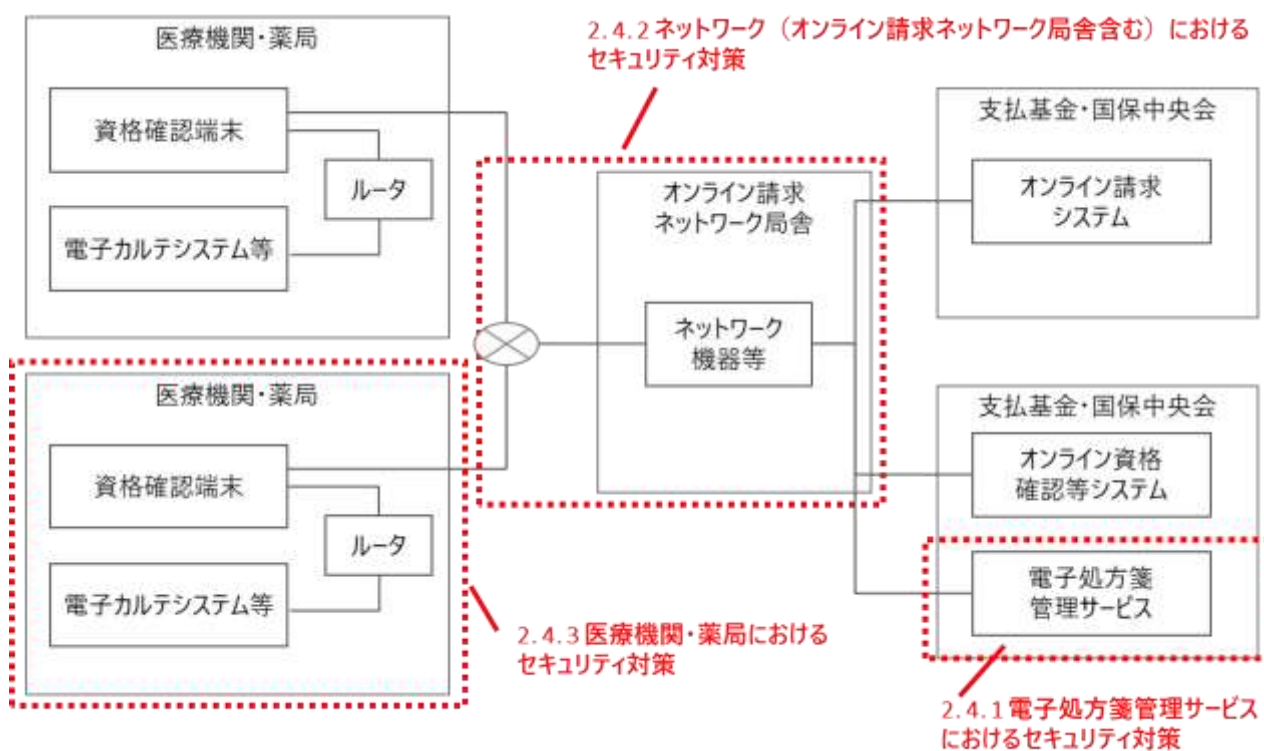 医療機関・薬局
資格確認端末
ルータ
電子カルテシステム等
医療機関・薬局
資格確認端末
ルータ
電子カルテシステム等
2.4.2ネットワーク（オンライン請求ネットワーク局舎含む）における
セキュリティ対策
オンライン請求
ネットワーク局舎
ネットワーク
機器等
支払基金・国保中央会
オンライン請求
システム
支払基金・国保中央会
オンライン資格
確認等システム
電子処方箋
管理サービス
2.4.3医療機関・薬局における
セキュリティ対策
2.4.1電子処方箋管理サービス
におけるセキュリティ対策